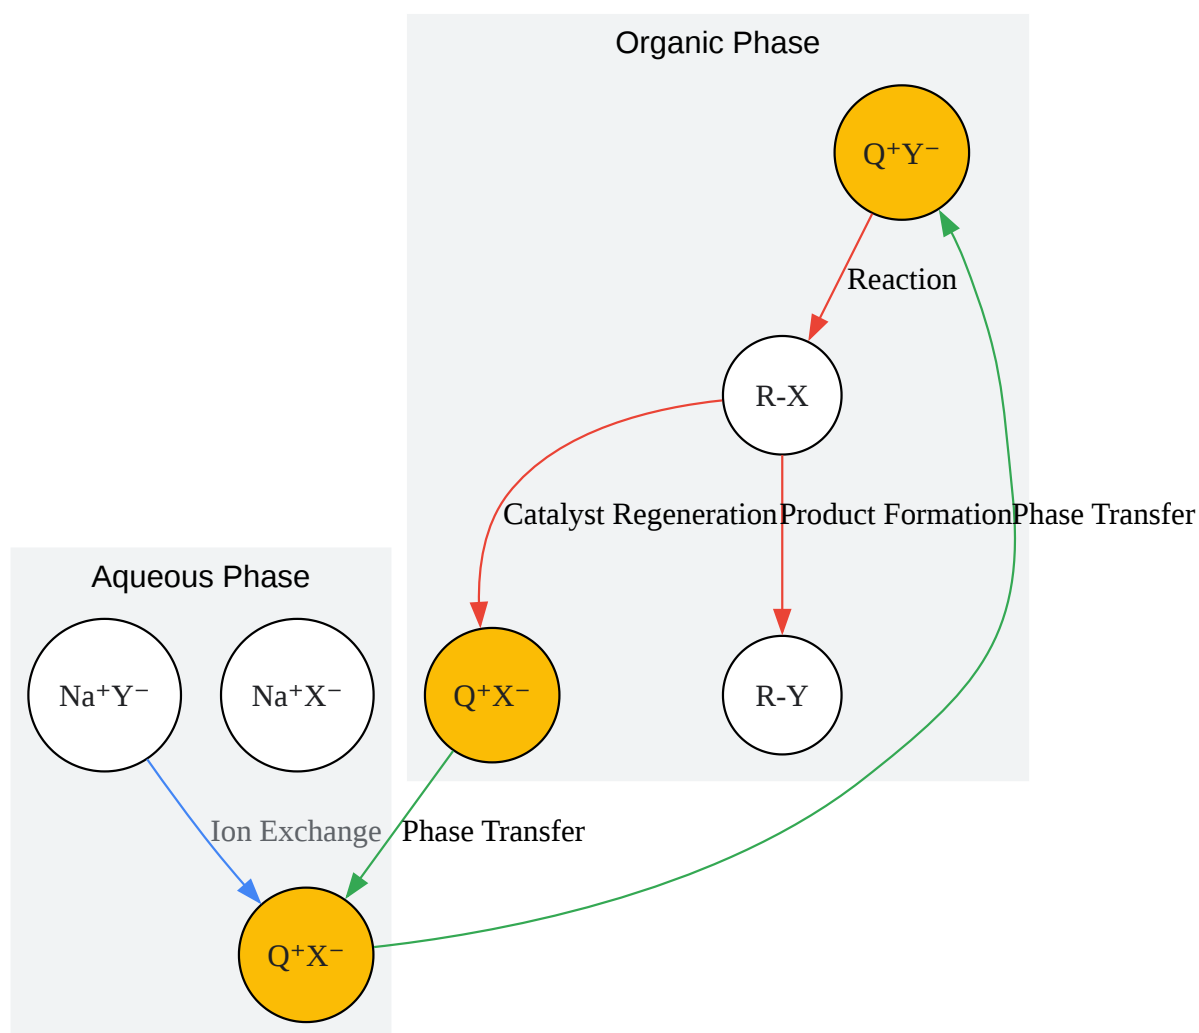 Organic Phase
Q⁺Y⁻
Reaction
R-X
Catalyst Regeneration
Product Formation
Phase Transfer
Aqueous Phase
Na⁺Y⁻
Na⁺X⁻
Q⁺X⁻
R-Y
Ion Exchange
Phase Transfer
Q⁺X⁻